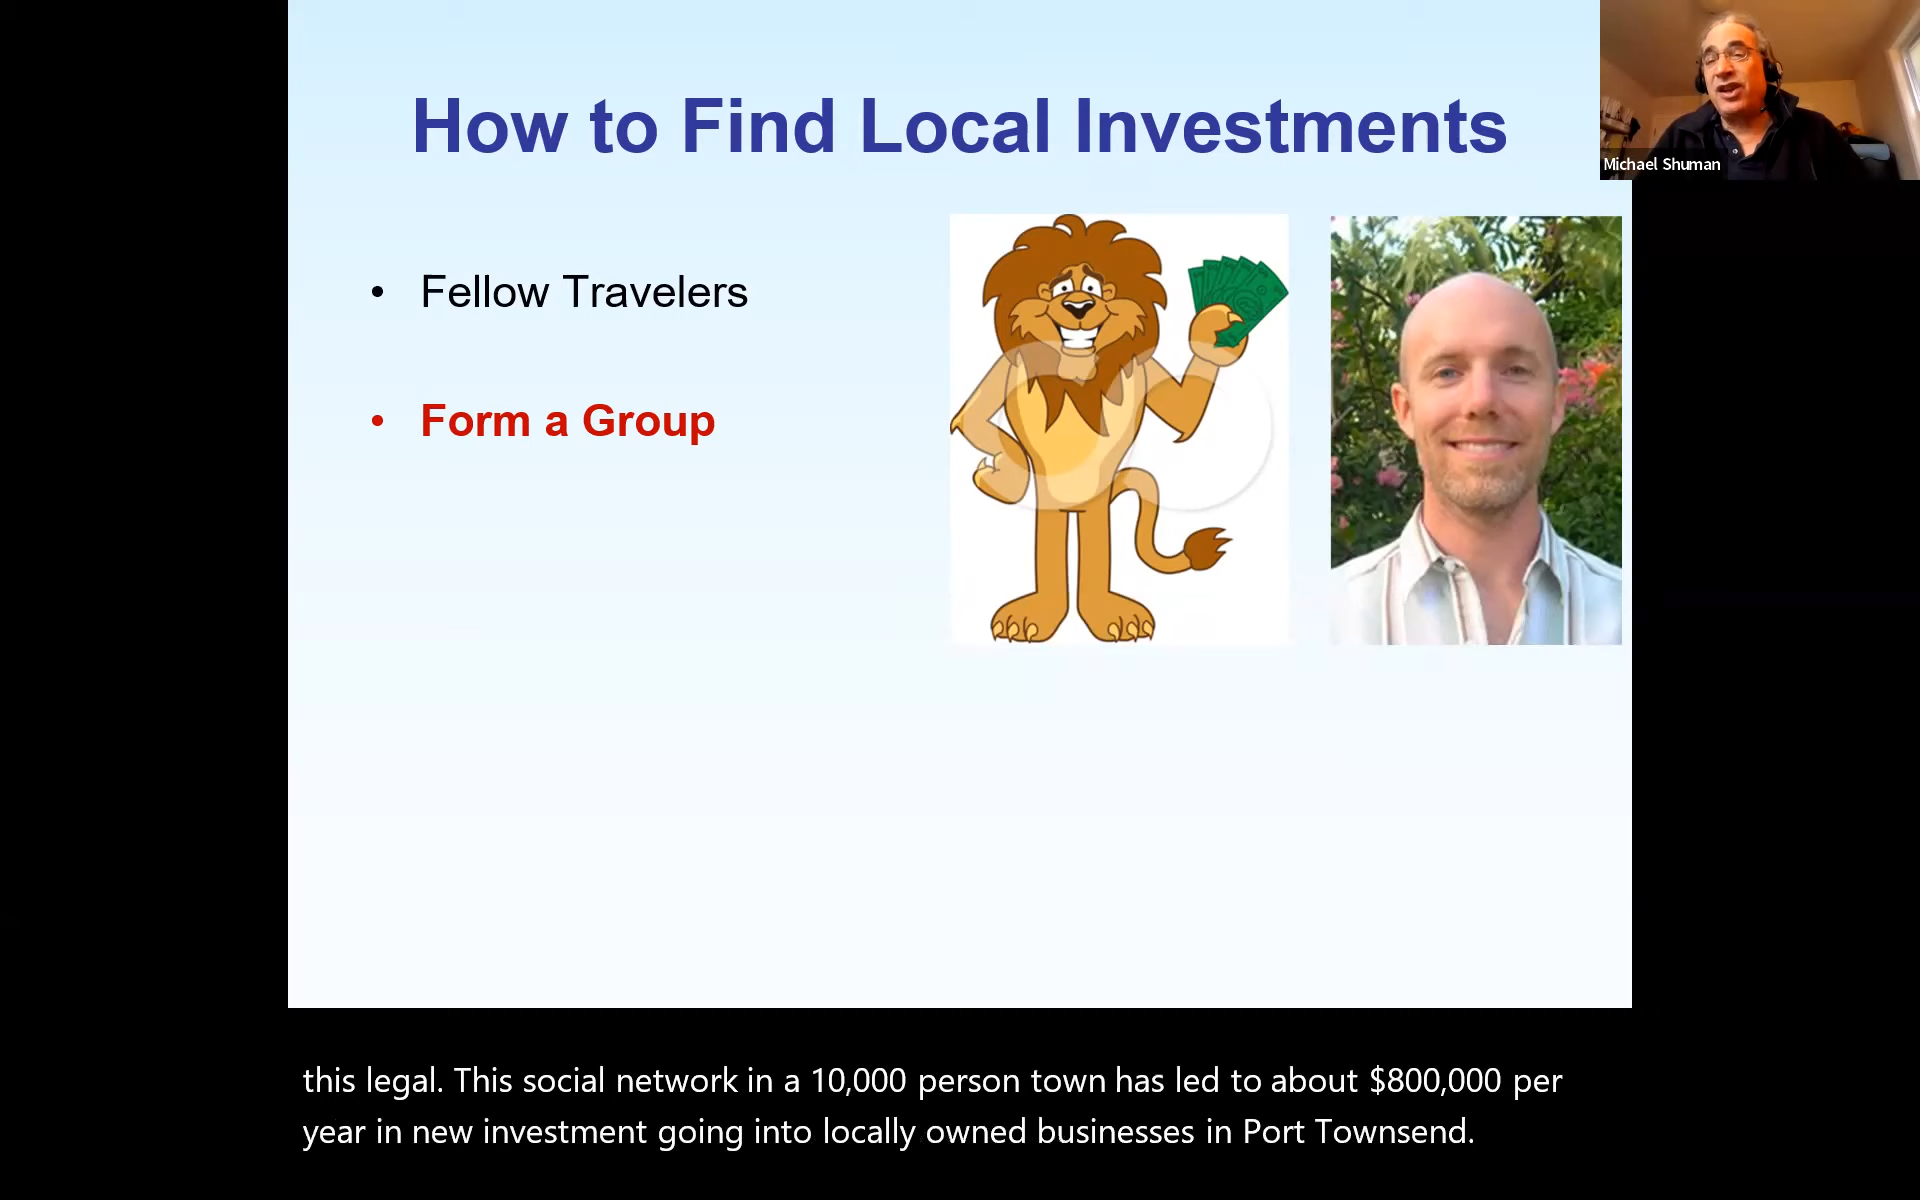 How to Find Local Investments
Michael Shuman
• Fellow Travelers
• Form a Group
this legal. This social network in a 10,000 person town has led to about $800,000 per
year in new investment going into locally owned businesses in Port Townsend.